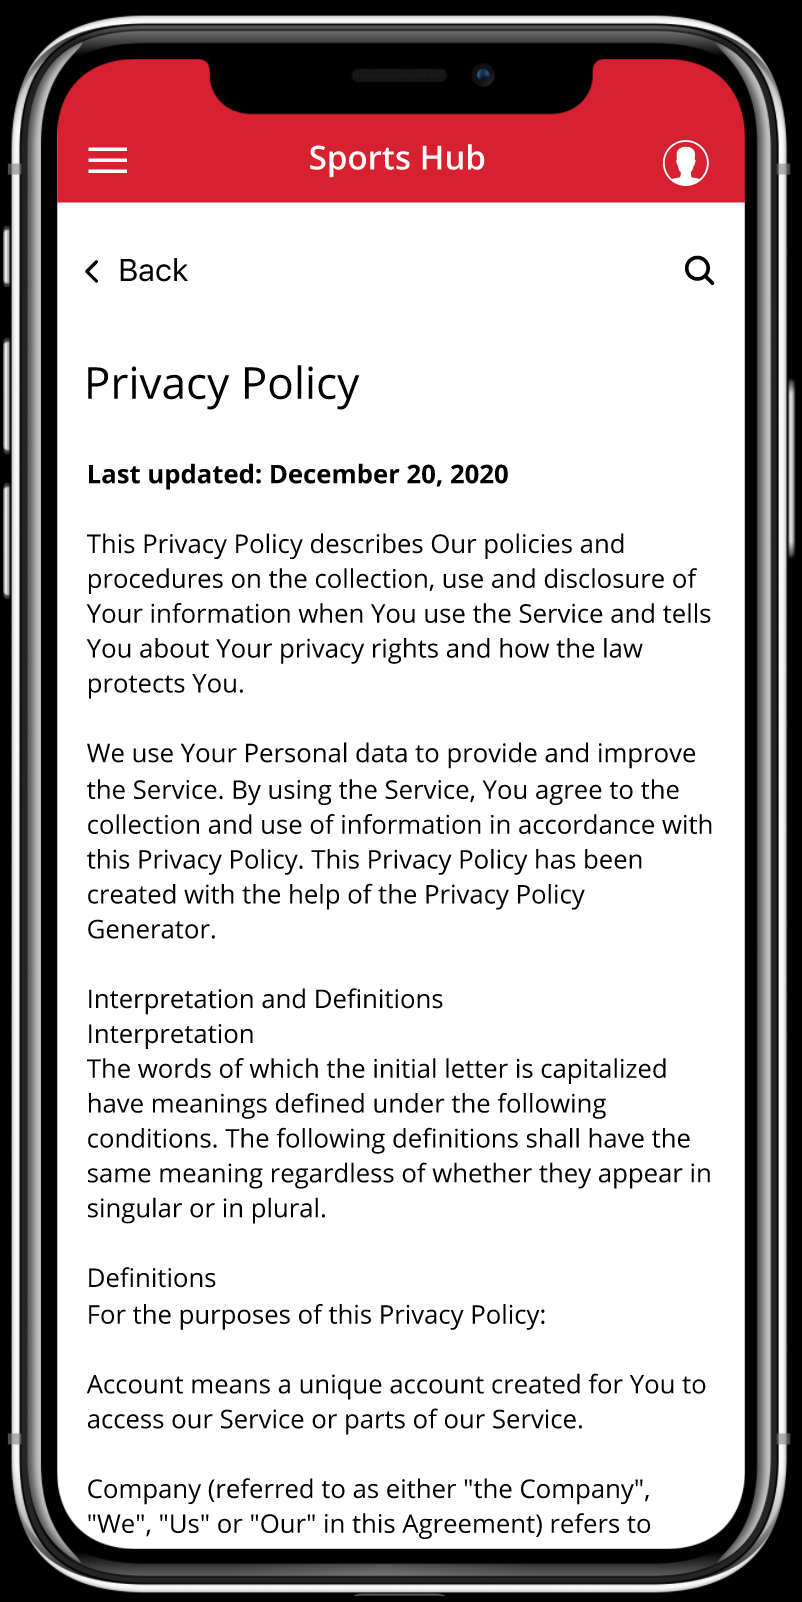 Sports Hub
Back
Privacy Policy
Last updated: December 20, 2020
This Privacy Policy describes Our policies and
procedures on the collection, use and disclosure of
Your information when You use the Service and tells
You about Your privacy rights and how the law
protects You.
We use Your Personal data to provide and improve
the Service. By using the Service, You agree to the
collection and use of information in accordance with
this Privacy Policy. This Privacy Policy has been
created with the help of the Privacy Policy
Generator.
Interpretation and Definitions
Interpretation
The words of which the initial letter is capitalized
have meanings defined under the following
conditions. The following definitions shall have the
same meaning regardless of whether they appear in
singular or in plural.
Definitions
For the purposes of this Privacy Policy:
Account means a unique account created for You to
access our Service or parts of our Service.
Company (referred to as either "the Company",
"We", "Us" or "Our" in this Agreement) refers to